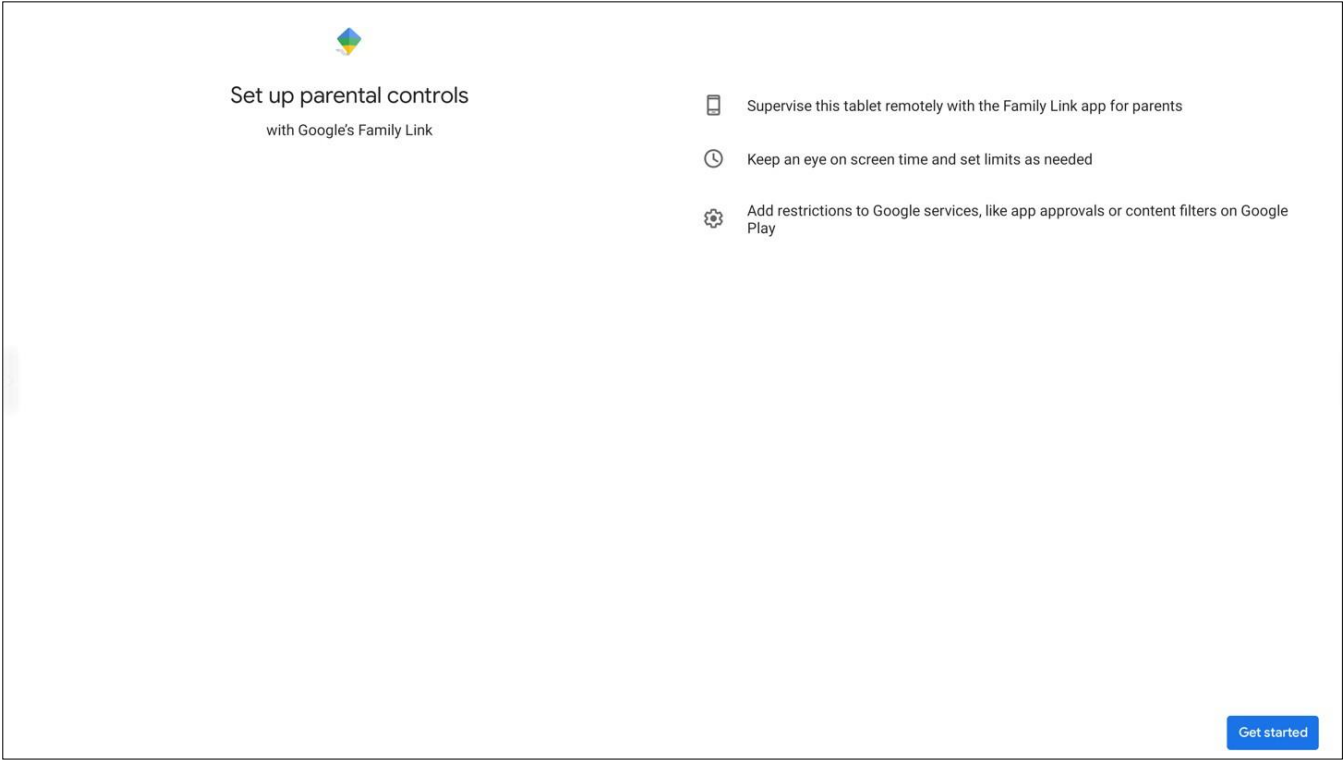 Set up parental controls
with Google's Family Link
Supervise this tablet remotely with the Family Link app for parents
Keep an eye on screen time and set limits as needed
Add restrictions to Google services, like app approvals or content filters on Google
Play
Get started